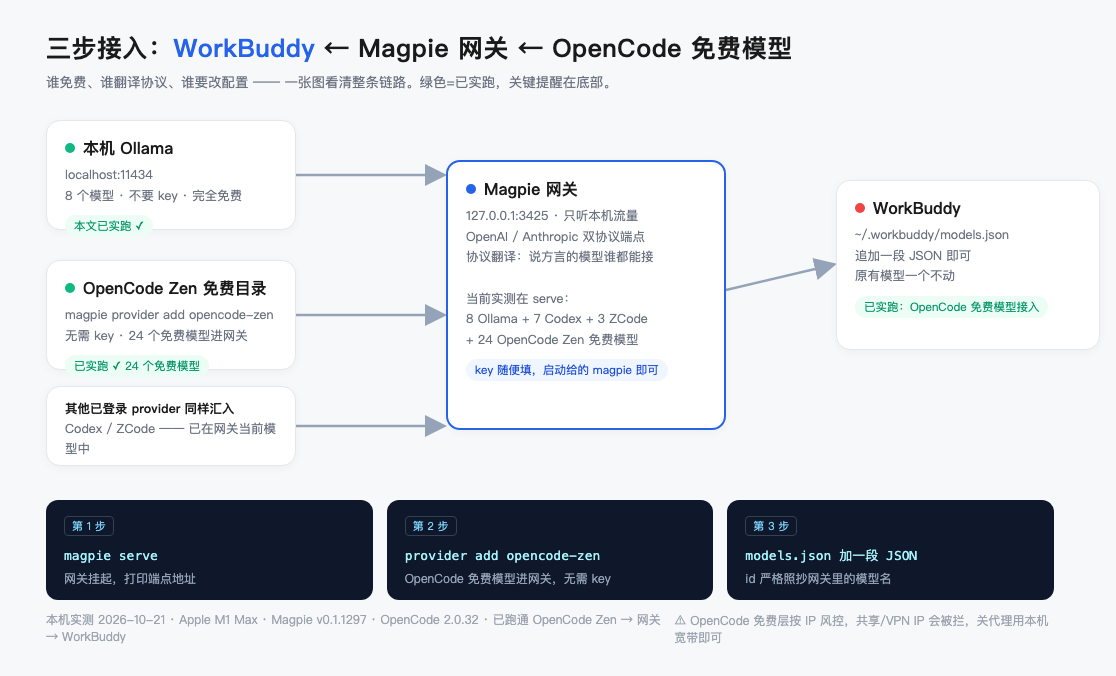 三步接入：WorkBuddy ← Magpie 网关 ← OpenCode 免费模型
谁免费、谁翻译协议、谁要改配置 —— 一张图看清整条链路。绿色=已实跑，关键提醒在底部。
本机 Ollama
localhost:11434
8 个模型 · 不要 key · 完全免费
本文已实跑 ✓
OpenCode Zen 免费目录
magpie provider add opencode-zen
无需 key · 24 个免费模型进网关
已实跑 ✓ 24 个免费模型
其他已登录 provider 同样汇入
Codex / ZCode —— 已在网关当前模
型中
Magpie 网关
127.0.0.1:3425 · 只听本机流量
OpenAI / Anthropic 双协议端点
协议翻译：说方言的模型谁都能接
当前实测在 serve：
8 Ollama + 7 Codex + 3 ZCode
+ 24 OpenCode Zen 免费模型
key 随便填，启动给的 magpie 即可
WorkBuddy
~/.workbuddy/models.json
追加一段 JSON 即可
原有模型一个不动
已实跑：OpenCode 免费模型接入
第 1 步
magpie serve
网关挂起，打印端点地址
第 2 步
provider add opencode-zen
OpenCode 免费模型进网关，无需 key
第 3 步
models.json 加一段 JSON
id 严格照抄网关里的模型名
本机实测 2026-10-21 · Apple M1 Max · Magpie v0.1.1297 · OpenCode 2.0.32 · 已跑通 OpenCode Zen → 网关
→ WorkBuddy
⚠ OpenCode 免费层按 IP 风控，共享/VPN IP 会被拦，关代理用本机
宽带即可